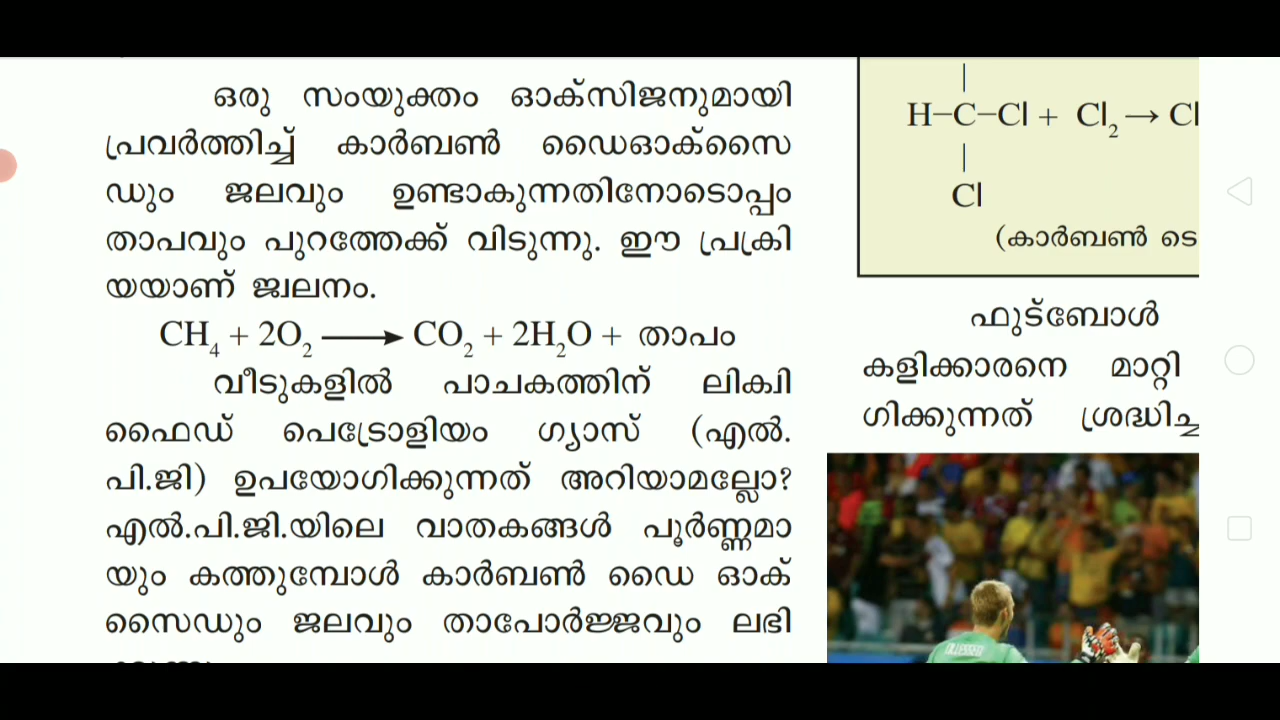 ഒരു സംയുക്തം ഓക്സിജനുമായി
പ്രവർത്തിച്ച് കാർബൺ ഡൈഓക്സൈ
ഡും ജലവും ഉണ്ടാകുന്നതിനോടൊപ്പം
താപവും പുറത്തേക്ക് വിടുന്നു. ഈ പ്രക്രി
യയാണ് ജ്വലനം.
CH₄ + 2O₂ ⟶ CO₂ + 2H₂O + താപം
വീടുകളിൽ പാചകത്തിന് ലിക്വി
ഫൈഡ് പെട്രോളിയം ഗ്യാസ് (എൽ.
പി.ജി) ഉപയോഗിക്കുന്നത് അറിയാമല്ലോ?
എൽ.പി.ജി.യിലെ വാതകങ്ങൾ പൂർണ്ണമാ
യും കത്തുമ്പോൾ കാർബൺ ഡൈ ഓക്
സൈഡും ജലവും താപോർജ്ജവും ലഭി
|
H−C−Cl + Cl₂ → Cl
|
Cl
(കാർബൺ ടെ
ഫുട്ബോൾ
കളിക്കാരനെ മാറ്റി
ഗിക്കുന്നത് ശ്രദ്ധിച്ച